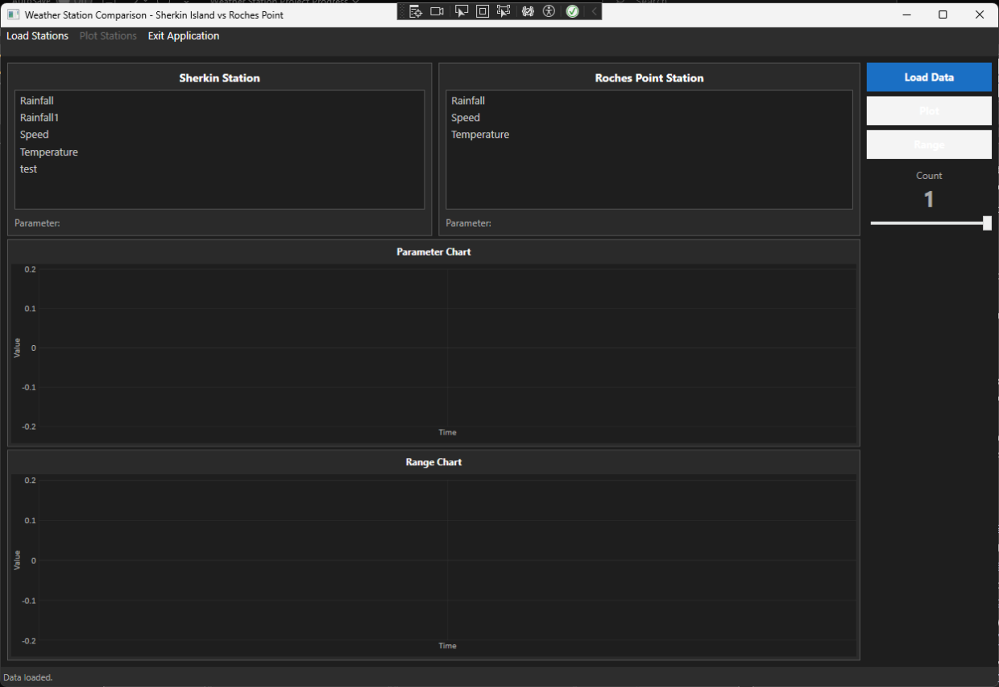 Weather Station Comparison - Sherkin Island vs Roches Point
Load Stations Plot Stations Exit Application
Sherkin Station
Rainfall
Rainfall1
Speed
Temperature
test
Parameter:
Roches Point Station
Rainfall
Speed
Temperature
Parameter:
Load Data
Plot
Range
Count
1
Parameter Chart
0.2
0.1
0
-0.1
-0.2
Value
Time
Range Chart
0.2
0.1
0
-0.1
-0.2
Value
Time
Data loaded.